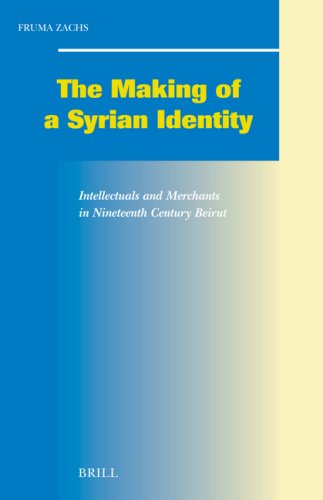 FRUMA ZACHS
The Making of
a Syrian Identity
Intellectuals and Merchants
in Nineteenth Century Beirut
BRILL